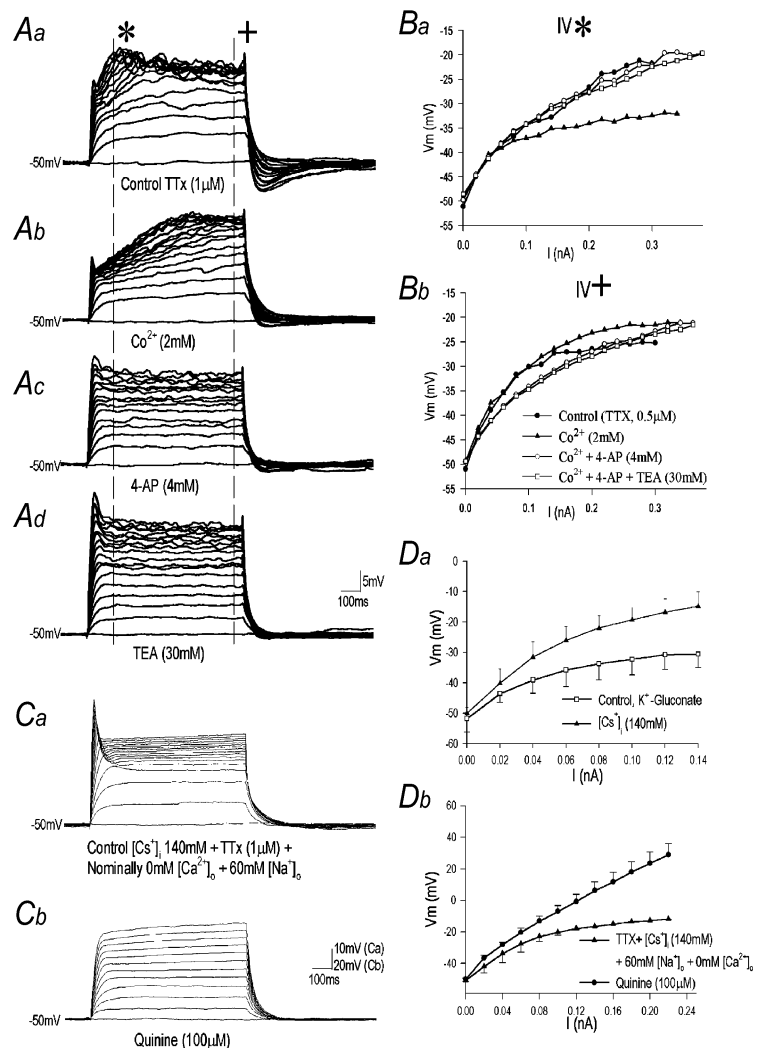 Aa
*
+
-50mV
Control TTx (1µM)
Ab
-50mV
Co²⁺ (2mM)
Ac
-50mV
4-AP (4mM)
Ad
5mV
100ms
-50mV
TEA (30mM)
Ca
-50mV
Control [Cs⁺]ᵢ 140mM + TTx (1µM) +
Nominally 0mM [Ca²⁺]ₒ + 60mM [Na⁺]ₒ
Cb
10mV (Ca)
20mV (Cb)
100ms
-50mV
Quinine (100µM)
Ba
IV*
-15
-20
-25
-30
-35
-40
-45
-50
-55
Vm (mV)
0.0 0.1 0.2 0.3
I (nA)
Bb
IV+
-15
-20
-25
-30
-35
-40
-45
-50
-55
Vm (mV)
Control (TTX, 0.5µM)
Co²⁺ (2mM)
Co²⁺ + 4-AP (4mM)
Co²⁺ + 4-AP + TEA (30mM)
0.0 0.1 0.2 0.3
I (nA)
Da
0
-10
-20
-30
-40
-50
-60
Vm (mV)
Control, K⁺-Gluconate
[Cs⁺]ᵢ (140mM)
0.00 0.02 0.04 0.06 0.08 0.10 0.12 0.14
I (nA)
Db
60
40
20
0
-20
-40
-60
Vm (mV)
TTX+ [Cs⁺]ᵢ (140mM)
+ 60mM [Na⁺]ₒ + 0mM [Ca²⁺]ₒ
Quinine (100µM)
0.00 0.04 0.08 0.12 0.16 0.20 0.24
I (nA)